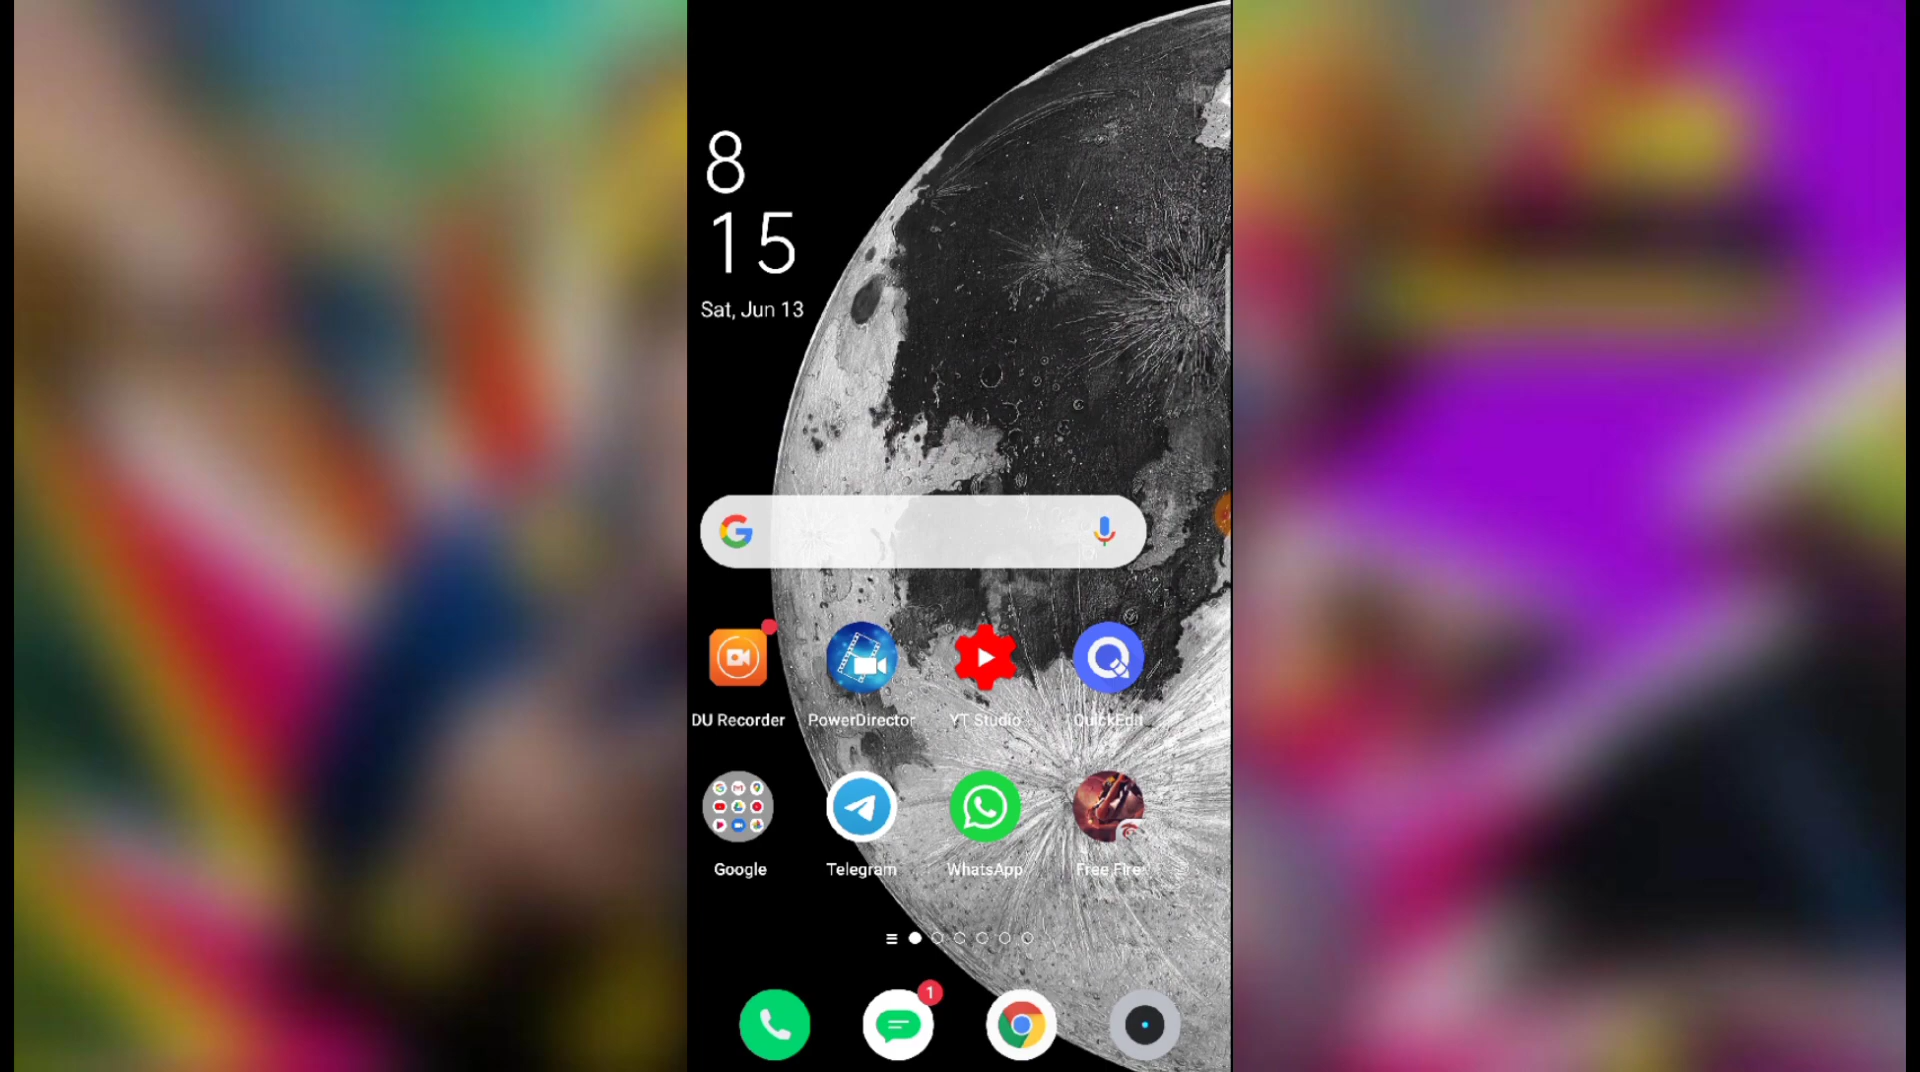 8
15
Sat, Jun 13
DU Recorder
PowerDirector
YT Studio
QuickEdit
Google
Telegram
WhatsApp
Free Fire
1